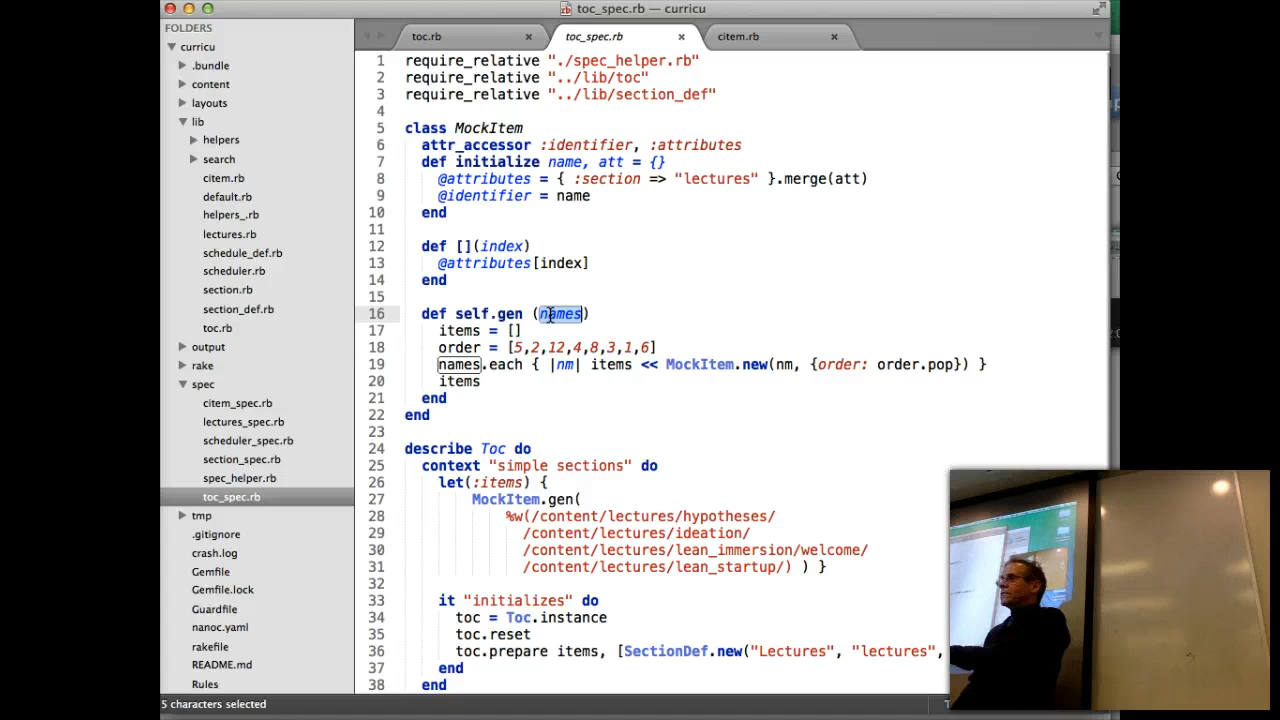 toc_spec.rb — curricu
FOLDERS
curricu
.bundle
content
layouts
lib
helpers
search
citem.rb
default.rb
helpers_.rb
lectures.rb
schedule_def.rb
scheduler.rb
section.rb
section_def.rb
toc.rb
output
rake
spec
citem_spec.rb
lectures_spec.rb
scheduler_spec.rb
section_spec.rb
spec_helper.rb
toc_spec.rb
tmp
.gitignore
crash.log
Gemfile
Gemfile.lock
Guardfile
nanoc.yaml
rakefile
README.md
Rules
toc.rb × toc_spec.rb × citem.rb ×
1 require_relative "./spec_helper.rb"
2 require_relative "../lib/toc"
3 require_relative "../lib/section_def"
4
5 class MockItem
6 attr_accessor :identifier, :attributes
7 def initialize name, att = {}
8 @attributes = { :section => "lectures" }.merge(att)
9 @identifier = name
10 end
11
12 def [](index)
13 @attributes[index]
14 end
15
16 def self.gen (names)
17 items = []
18 order = [5,2,12,4,8,3,1,6]
19 names.each { |nm| items << MockItem.new(nm, {order: order.pop}) }
20 items
21 end
22 end
23
24 describe Toc do
25 context "simple sections" do
26 let(:items) {
27 MockItem.gen(
28 %w(/content/lectures/hypotheses/
29 /content/lectures/ideation/
30 /content/lectures/lean_immersion/welcome/
31 /content/lectures/lean_startup/) ) }
32
33 it "initializes" do
34 toc = Toc.instance
35 toc.reset
36 toc.prepare items, [SectionDef.new("Lectures", "lectures",
37 end
38 end
5 characters selected